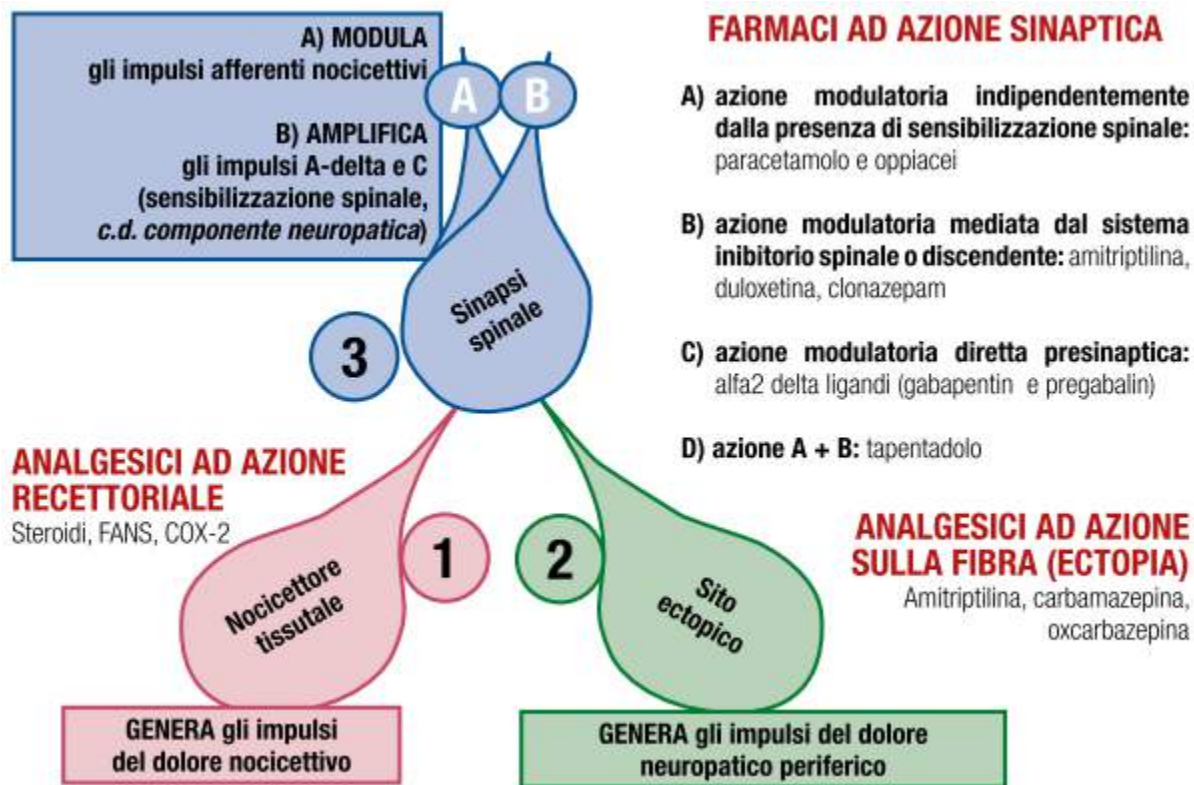 A) MODULA
gli impulsi afferenti nocicettivi
B) AMPLIFICA
gli impulsi A-delta e C
(sensibilizzazione spinale,
c.d. componente neuropatica)
A
B
Sinapsi
spinale
3
FARMACI AD AZIONE SINAPTICA
A) azione modulatoria indipendentemente
dalla presenza di sensibilizzazione spinale:
paracetamolo e oppiacei
B) azione modulatoria mediata dal sistema
inibitorio spinale o discendente: amitriptilina,
duloxetina, clonazepam
C) azione modulatoria diretta presinaptica:
alfa2 delta ligandi (gabapentin e pregabalin)
D) azione A + B: tapentadolo
ANALGESICI AD AZIONE
RECETTORIALE
Steroidi, FANS, COX-2
1
Nocicettore
tissutale
2
Sito
ectopico
ANALGESICI AD AZIONE
SULLA FIBRA (ECTOPIA)
Amitriptilina, carbamazepina,
oxcarbazepina
GENERA gli impulsi
del dolore nocicettivo
GENERA gli impulsi del dolore
neuropatico periferico